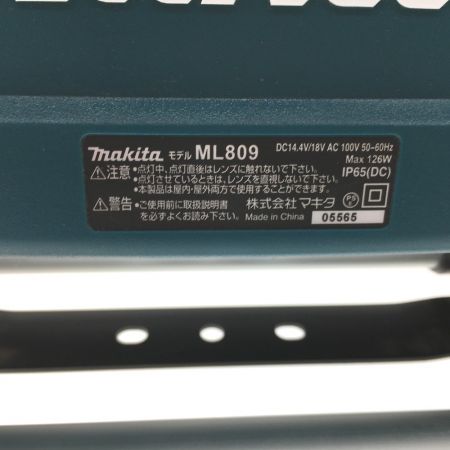 makita モデル ML809
DC14.4V/18V AC 100V 50-60Hz
Max 126W
IP65(DC)
⚠注意 •点灯中、点灯直後はレンズに触れないで下さい。
•点灯させているときは、レンズを直視しないで下さい。
•本製品は屋内・屋外両方で使用できます。
⚠警告 •ご使用前に取扱説明書を必ずよくお読み下さい。
株式会社 マキタ
Made in China
PSE
05565